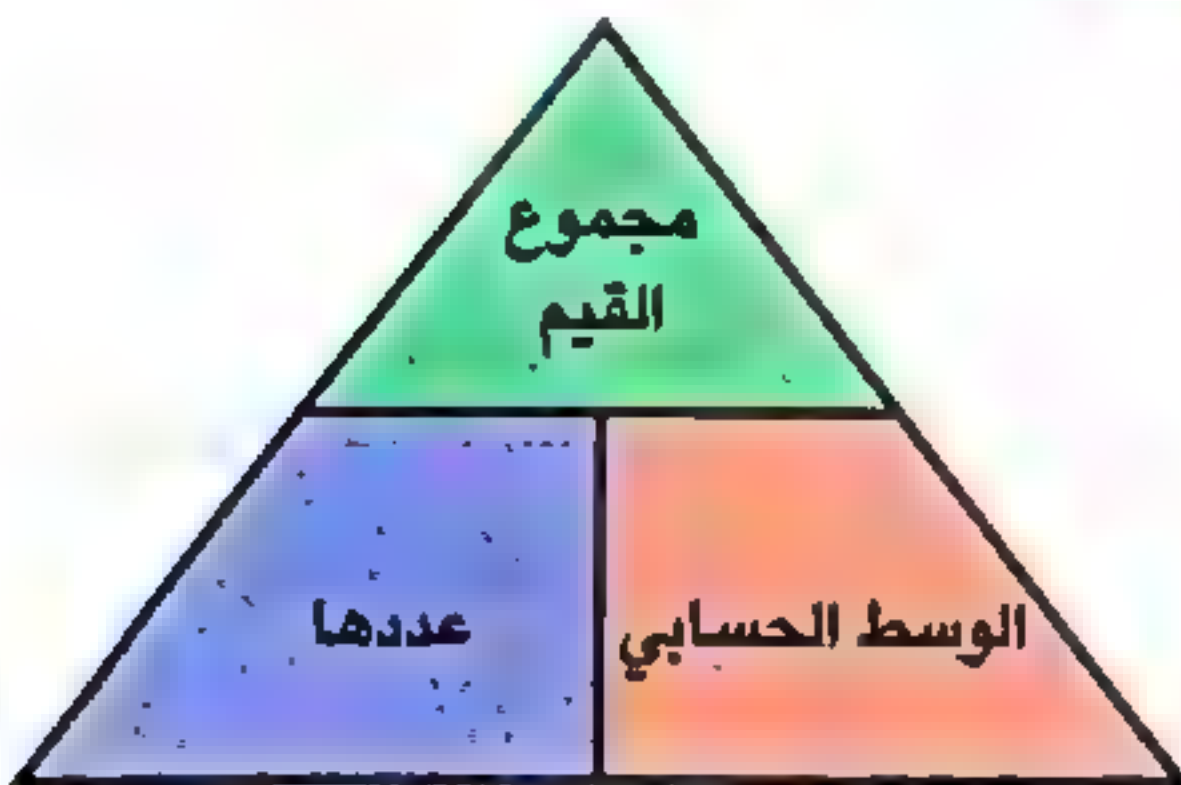 مجموع
القيم
الوسط الحسابي
عددها